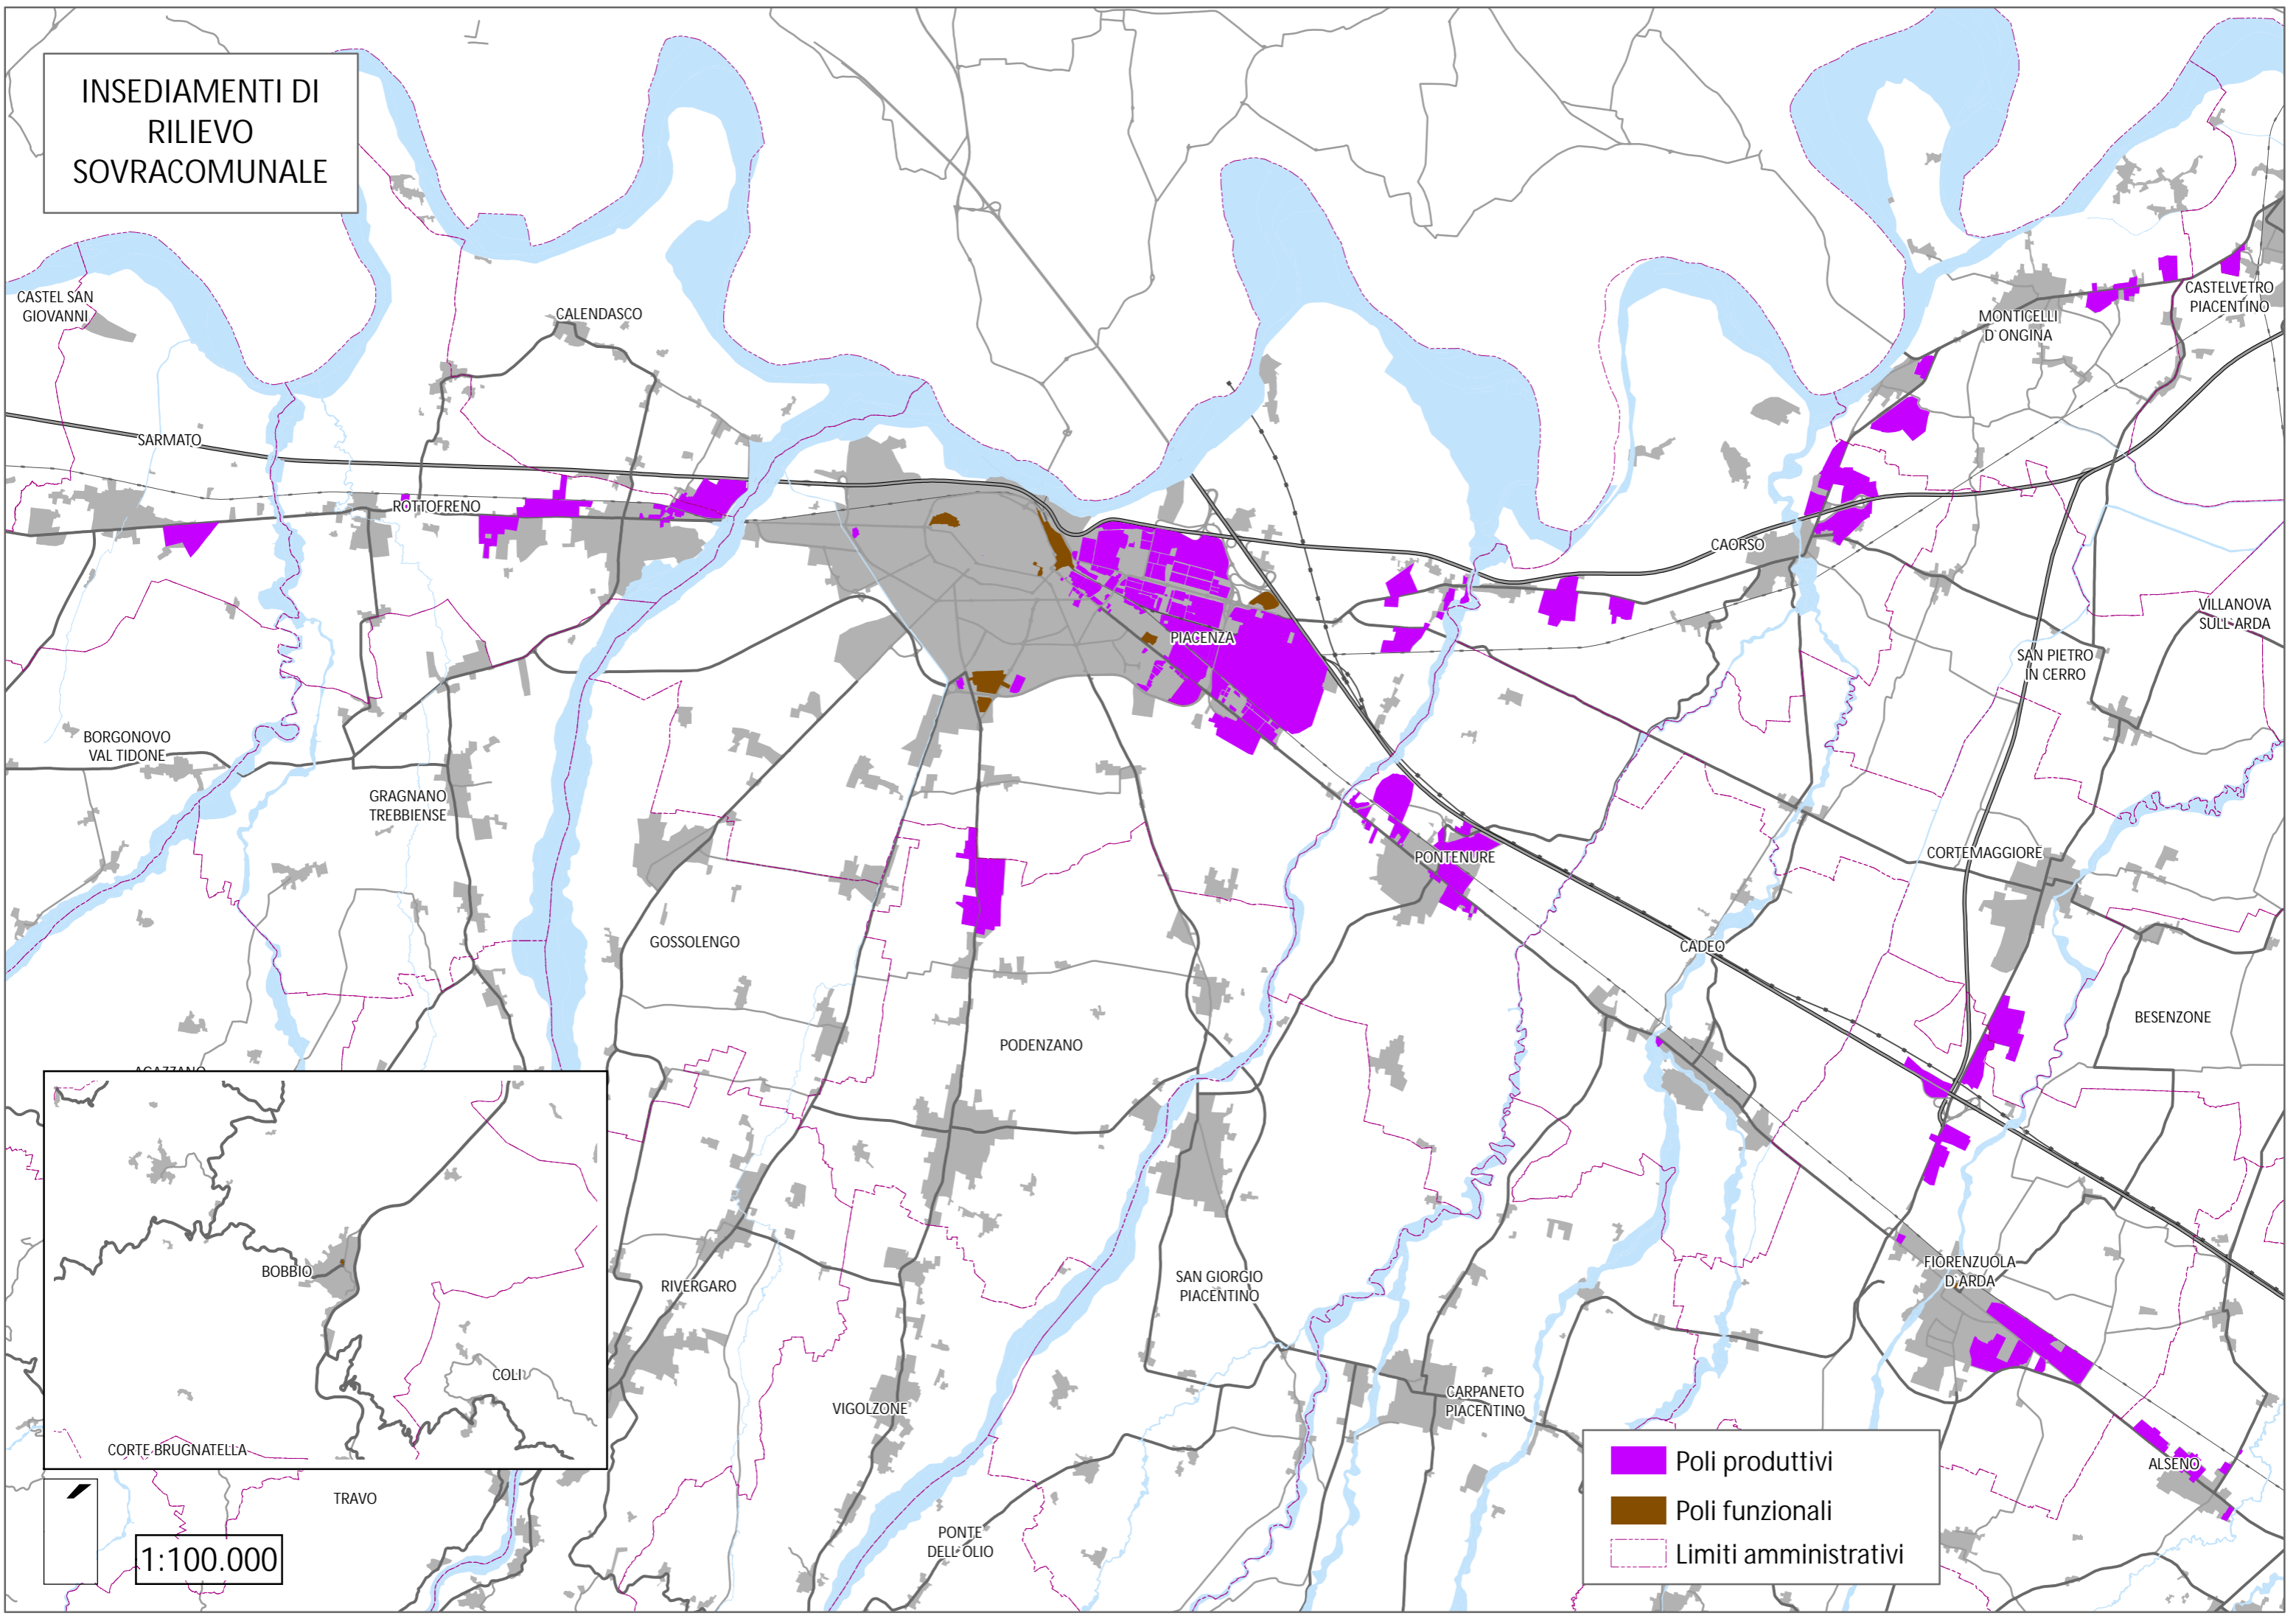 INSEDIAMENTI DI
RILIEVO
SOVRACOMUNALE
CASTEL SAN
GIOVANNI
CALENDASCO
CASTELVETRO
PIACENTINO
MONTICELLI
D`ONGINA
SARMATO
ROTTOFRENO
CAORSO
VILLANOVA
SULL`ARDA
PIACENZA
SAN PIETRO
IN CERRO
BORGONOVO
VAL TIDONE
GRAGNANO
TREBBIENSE
CORTEMAGGIORE
PONTENURE
GOSSOLENGO
CADEO
BESENZONE
PODENZANO
AGAZZANO
BOBBIO
COLI
CORTE BRUGNATELLA
RIVERGARO
SAN GIORGIO
PIACENTINO
FIORENZUOLA
D`ARDA
VIGOLZONE
CARPANETO
PIACENTINO
ALSENO
TRAVO
PONTE
DELL`OLIO
1:100.000
Poli produttivi
Poli funzionali
Limiti amministrativi